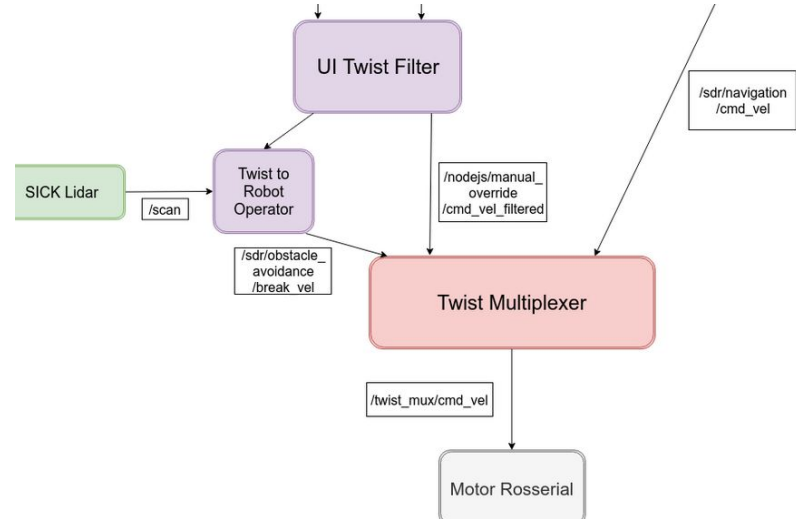 UI Twist Filter
/sdr/navigation
/cmd_vel
SICK Lidar
/scan
Twist to
Robot
Operator
/nodejs/manual_
override
/cmd_vel_filtered
/sdr/obstacle_
avoidance
/break_vel
Twist Multiplexer
/twist_mux/cmd_vel
Motor Rosserial